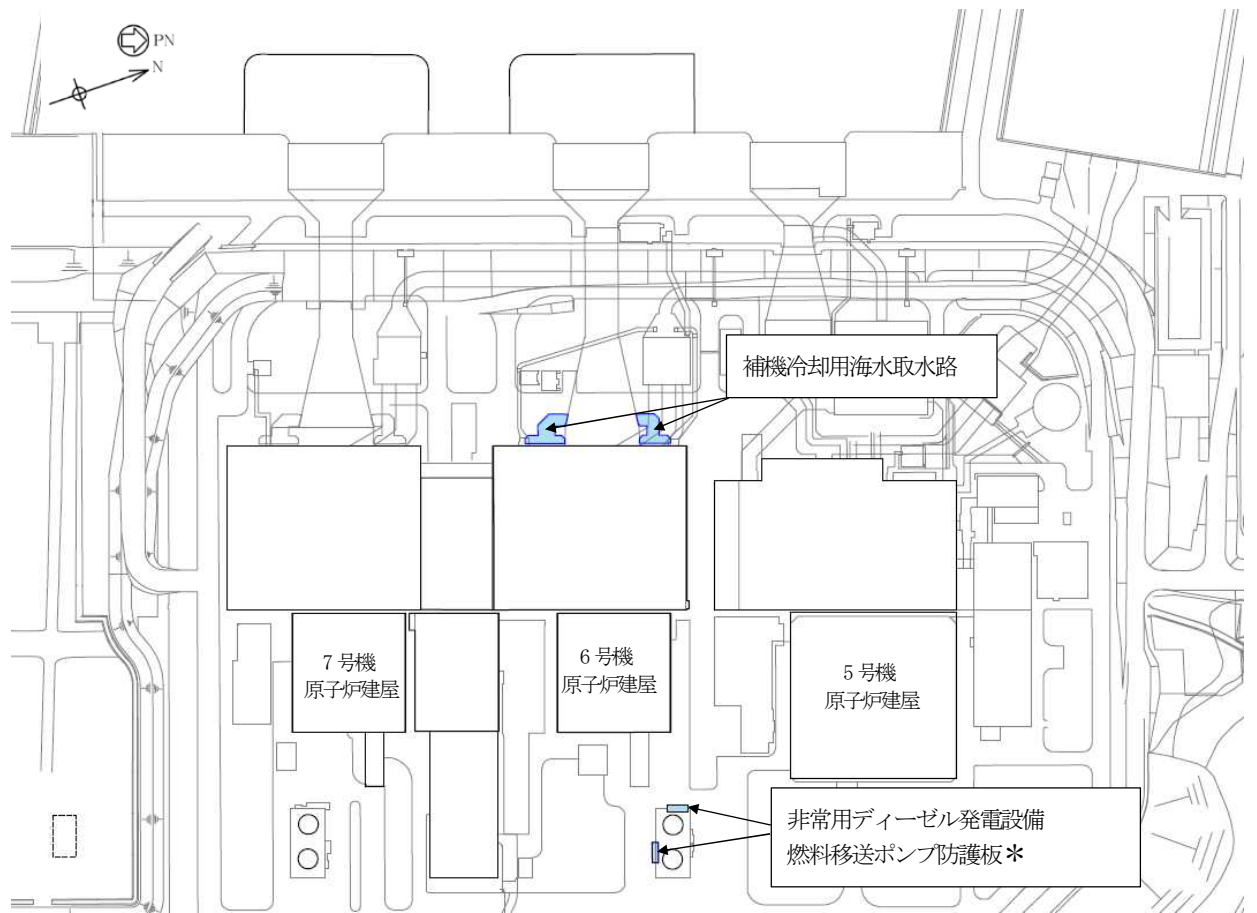 PN
N
補機冷却用海水取水路
7 号機
原子炉建屋
6 号機
原子炉建屋
5 号機
原子炉建屋
非常用ディーゼル発電設備
燃料移送ポンプ防護板＊